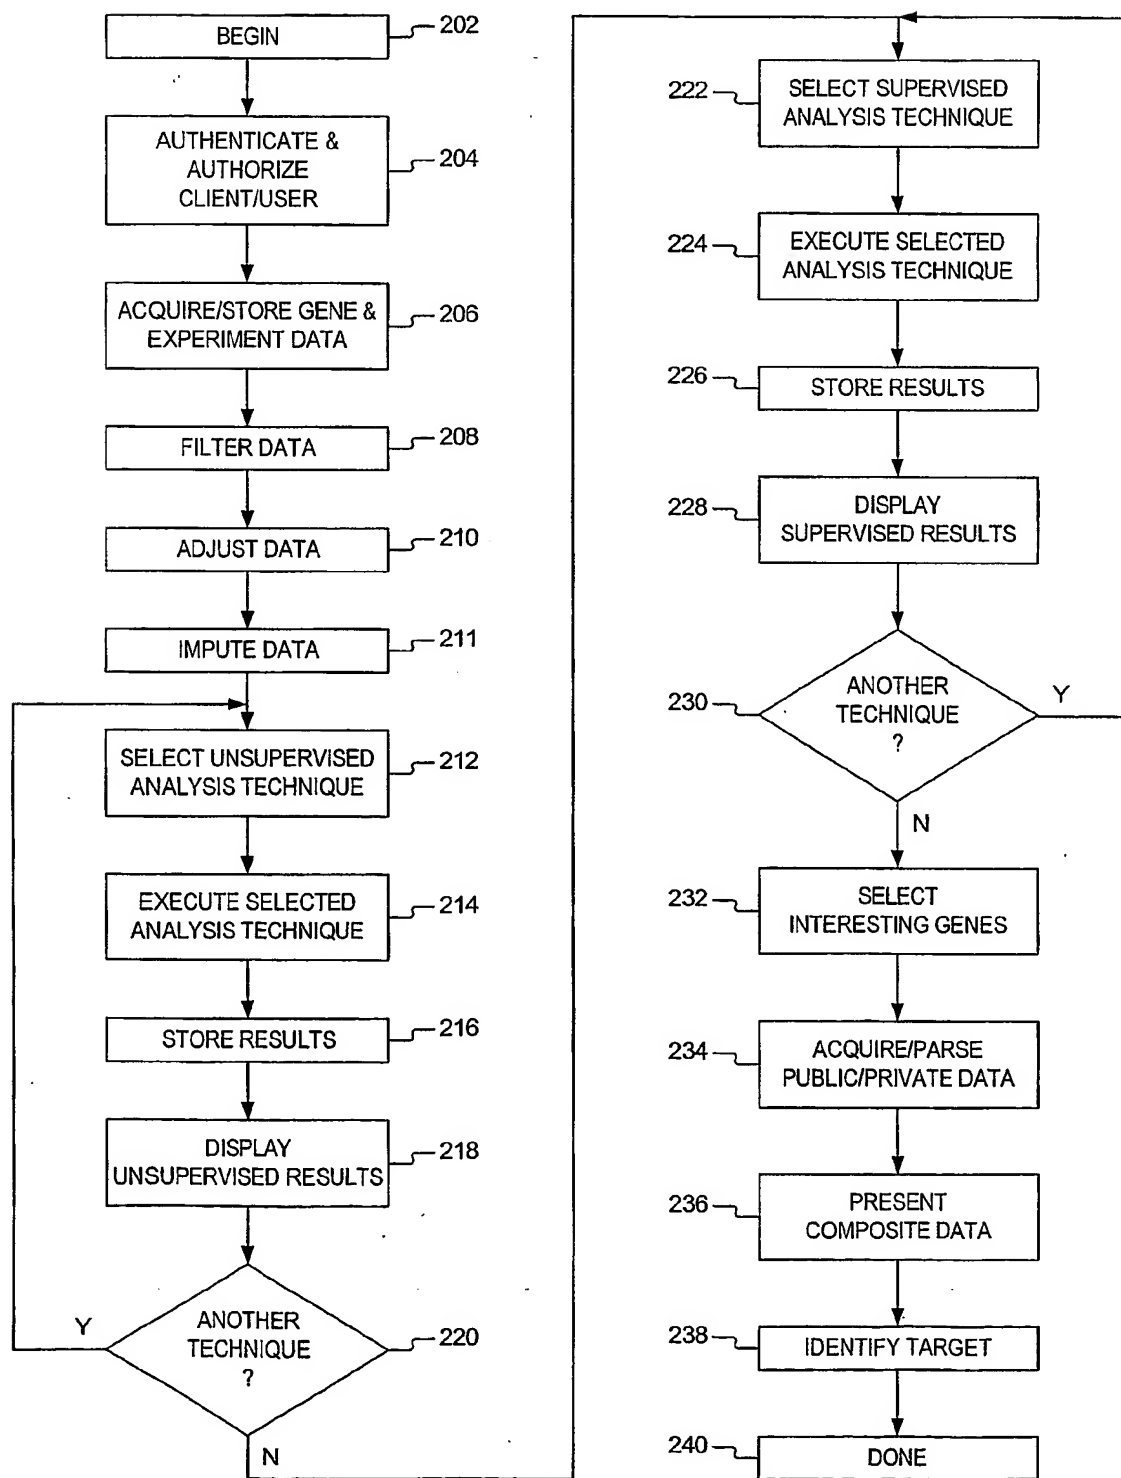 BEGIN
202
AUTHENTICATE &
AUTHORIZE
CLIENT/USER
204
ACQUIRE/STORE GENE &
EXPERIMENT DATA
206
FILTER DATA
208
ADJUST DATA
210
IMPUTE DATA
211
SELECT UNSUPERVISED
ANALYSIS TECHNIQUE
212
EXECUTE SELECTED
ANALYSIS TECHNIQUE
214
STORE RESULTS
216
DISPLAY
UNSUPERVISED RESULTS
218
ANOTHER
TECHNIQUE
?
220
Y
N
222
SELECT SUPERVISED
ANALYSIS TECHNIQUE
224
EXECUTE SELECTED
ANALYSIS TECHNIQUE
226
STORE RESULTS
228
DISPLAY
SUPERVISED RESULTS
230
ANOTHER
TECHNIQUE
?
Y
N
232
SELECT
INTERESTING GENES
234
ACQUIRE/PARSE
PUBLIC/PRIVATE DATA
236
PRESENT
COMPOSITE DATA
238
IDENTIFY TARGET
240
DONE